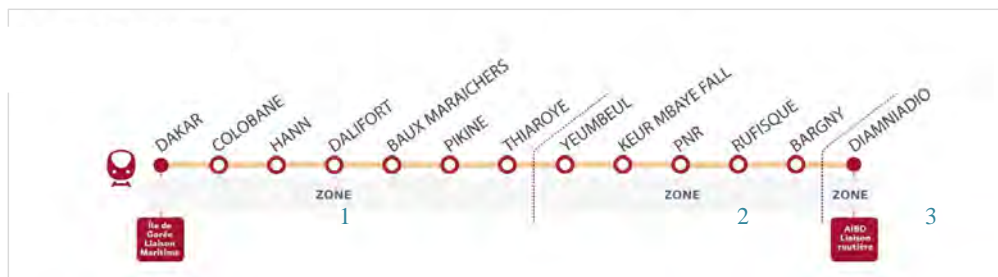 DAKAR
COLOBANE
HANN
DALIFORT
BAUX MARAICHERS
PIKINE
THIAROYE
YEUMBEUL
KEUR MBAYE FALL
PNR
RUFISQUE
BARGNY
DIAMNIADIO
ZONE
1
ZONE
2
ZONE
3
Île de
Gorée
Liaison
Maritime
AIBD
Liaison
routière